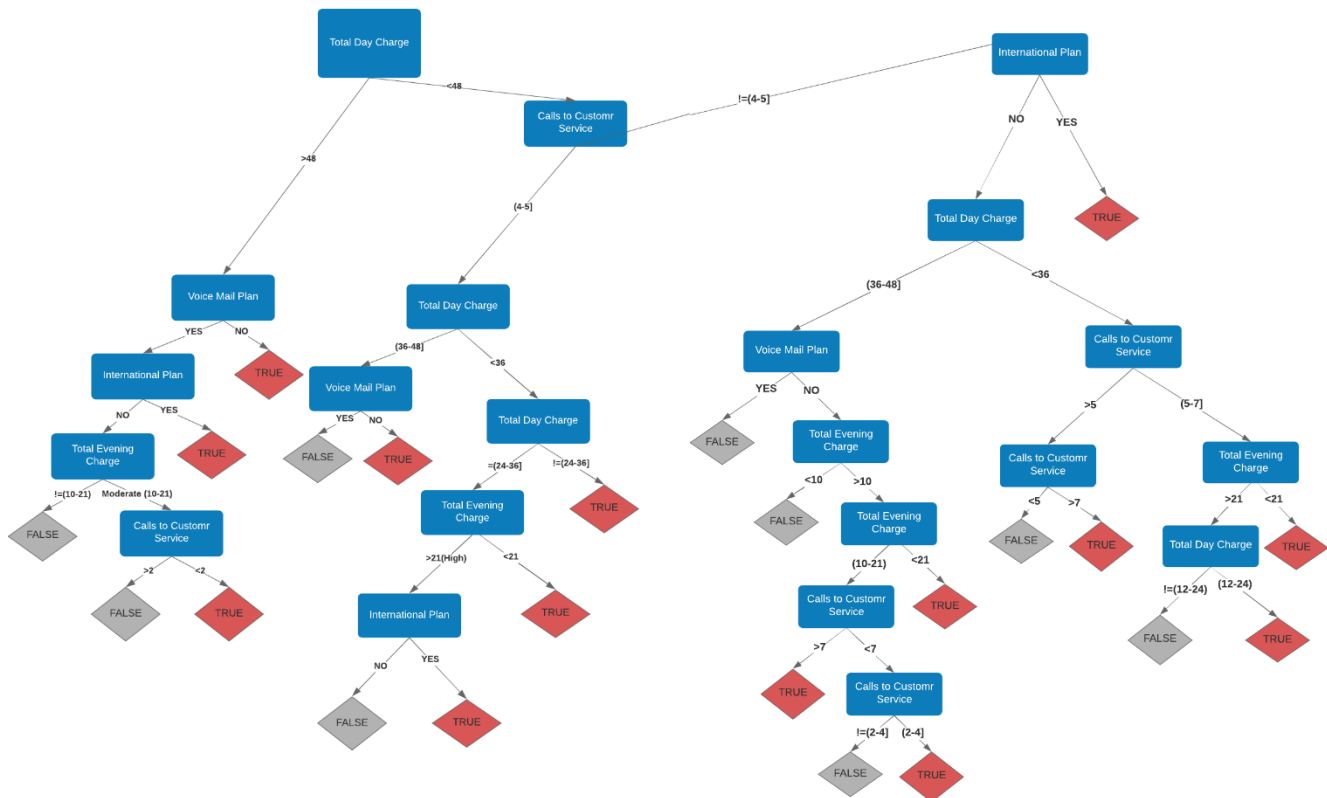 Total Day Charge
International Plan
<48
!=(4-5]
Calls to Customr
Service
NO
YES
>48
(4-5]
Total Day Charge
TRUE
Voice Mail Plan
Total Day Charge
(36-48]
<36
YES
NO
(36-48]
<36
Voice Mail Plan
Calls to Customr
Service
International Plan
TRUE
Voice Mail Plan
Total Day Charge
YES
NO
>5
(5-7]
NO
YES
YES
NO
Total Evening
Charge
TRUE
FALSE
TRUE
=(24-36]
!=(24-36]
FALSE
Total Evening
Charge
Calls to Customr
Service
Total Evening
Charge
!=(10-21)
Moderate (10-21)
Total Evening
Charge
TRUE
<10
>10
<5
>7
>21
<21
FALSE
Calls to Customr
Service
FALSE
Total Evening
Charge
FALSE
TRUE
Total Day Charge
TRUE
>2
<2
>21(High)
<21
(10-21)
<21
!=(12-24)
(12-24)
FALSE
TRUE
International Plan
TRUE
Calls to Customr
Service
TRUE
FALSE
TRUE
NO
YES
>7
<7
FALSE
TRUE
TRUE
Calls to Customr
Service
!=(2-4]
(2-4]
FALSE
TRUE